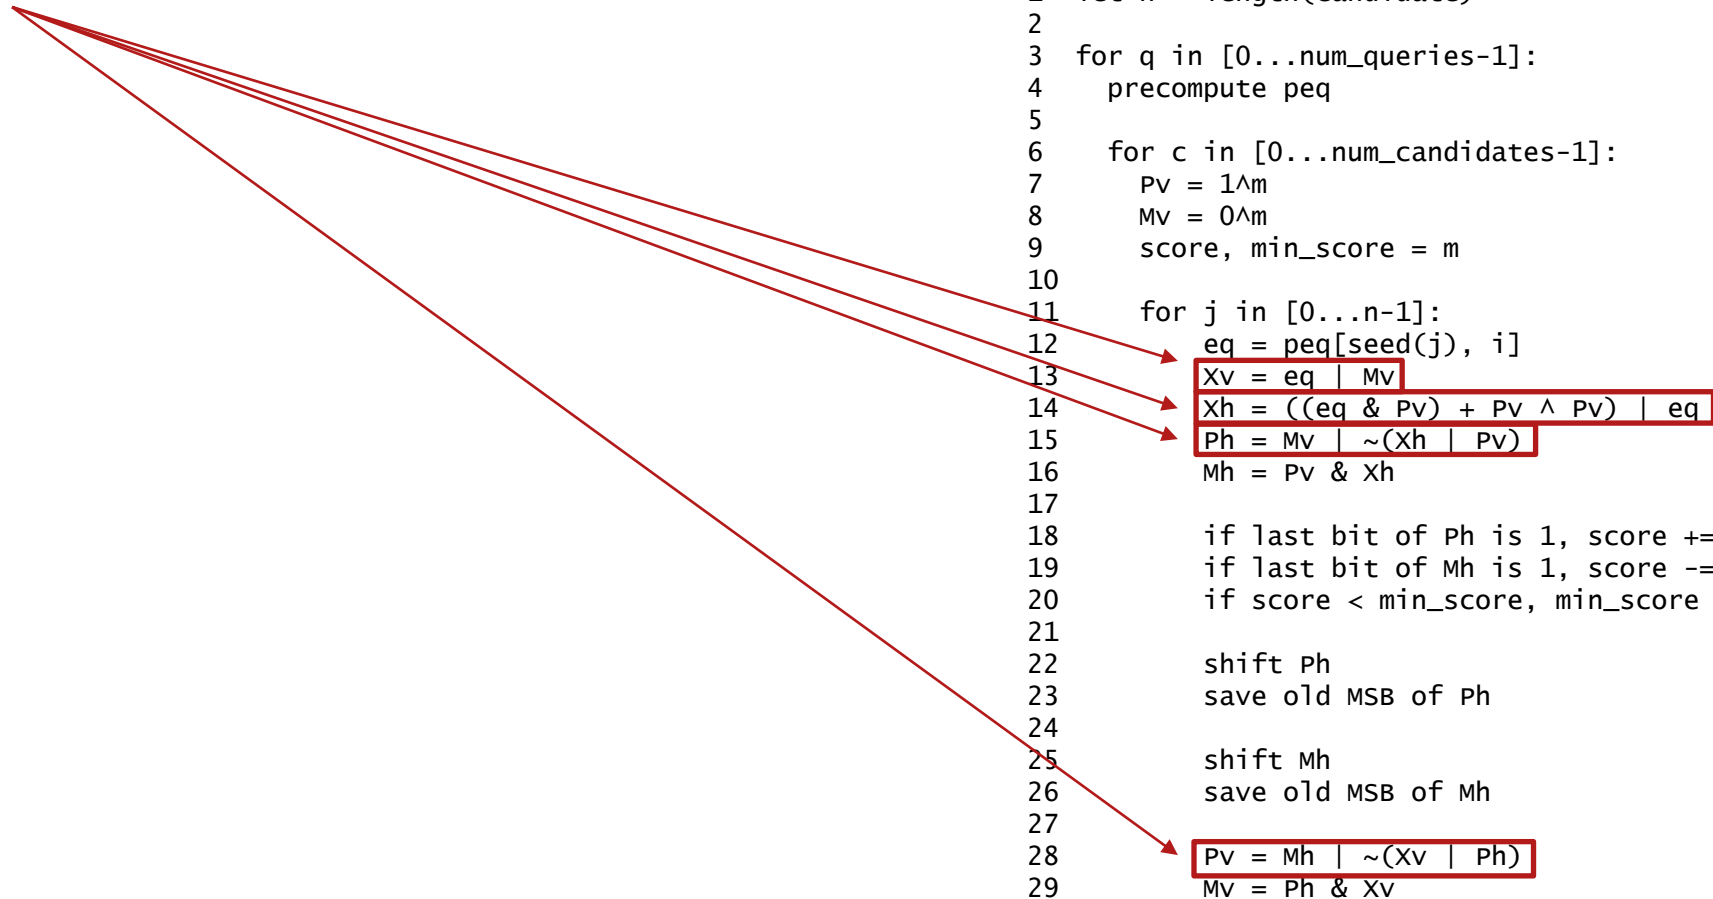 2
3 for q in [0...num_queries-1]:
4 precompute peq
5
6 for c in [0...num_candidates-1]:
7 Pv = 1^m
8 Mv = 0^m
9 score, min_score = m
10
11 for j in [0...n-1]:
12 eq = peq[seed(j), i]
13 Xv = eq | Mv
14 Xh = ((eq & Pv) + Pv ^ Pv) | eq
15 Ph = Mv | ~(Xh | Pv)
16 Mh = Pv & Xh
17
18 if last bit of Ph is 1, score +=
19 if last bit of Mh is 1, score -=
20 if score < min_score, min_score
21
22 shift Ph
23 save old MSB of Ph
24
25 shift Mh
26 save old MSB of Mh
27
28 Pv = Mh | ~(Xv | Ph)
29 Mv = Ph & Xv